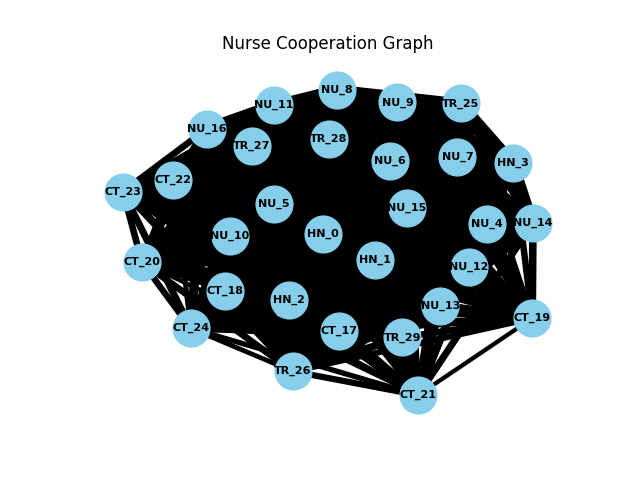 Nurse Cooperation Graph
NU_8
NU_11
NU_9
TR_25
NU_16
TR_28
TR_27
NU_6
NU_7
HN_3
CT_22
CT_23
NU_5
NU_15
NU_4
NU_14
NU_10
HN_0
HN_1
CT_20
NU_12
CT_18
HN_2
NU_13
CT_19
CT_24
CT_17
TR_29
TR_26
CT_21